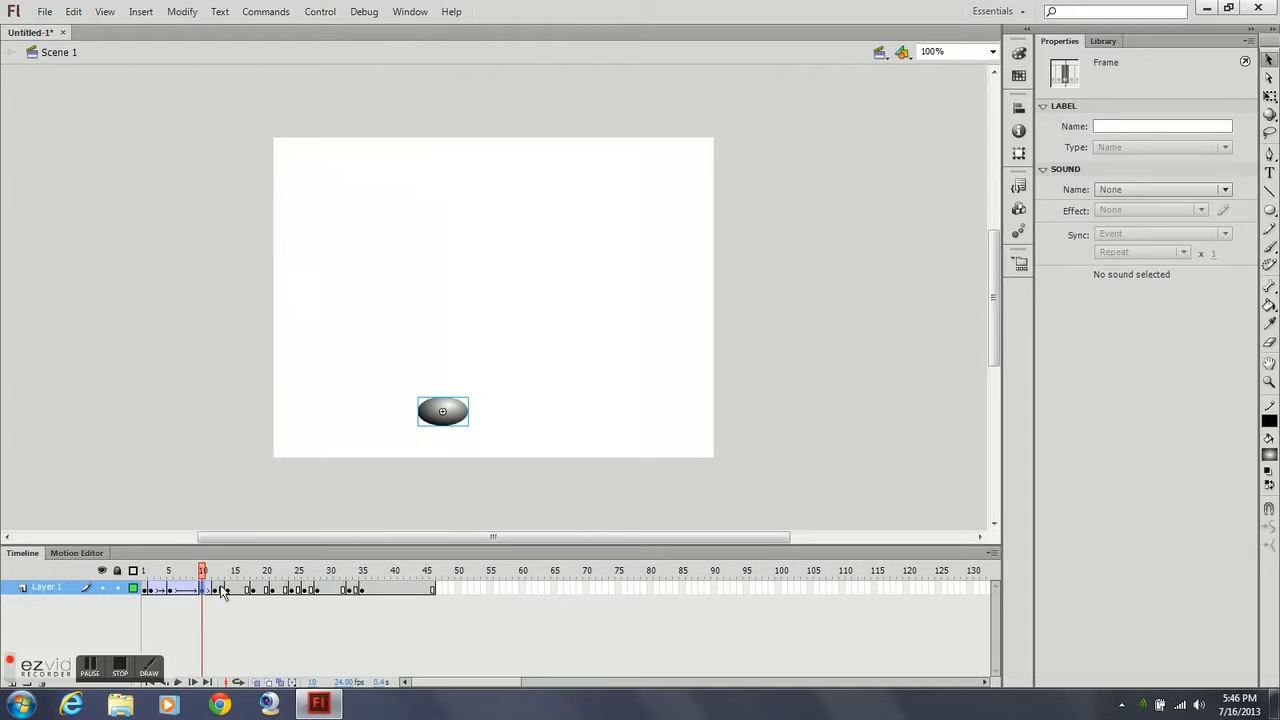 Fl File Edit View Insert Modify Text Commands Control Debug Window Help Essentials
Untitled-1* ×
Scene 1 100%
Properties Library
Frame
LABEL
Name:
Type: Name
SOUND
Name: None
Effect: None
Sync: Event
Repeat x 1
No sound selected
Timeline Motion Editor
1 5 10 15 20 25 30 35 40 45 50 55 60 65 70 75 80 85 90 95 100 105 110 115 120 125 130
Layer 1
ezvid
RECORDER
PAUSE STOP DRAW
10 24.00fps 0.4s
Fl
5:46 PM
7/16/2013